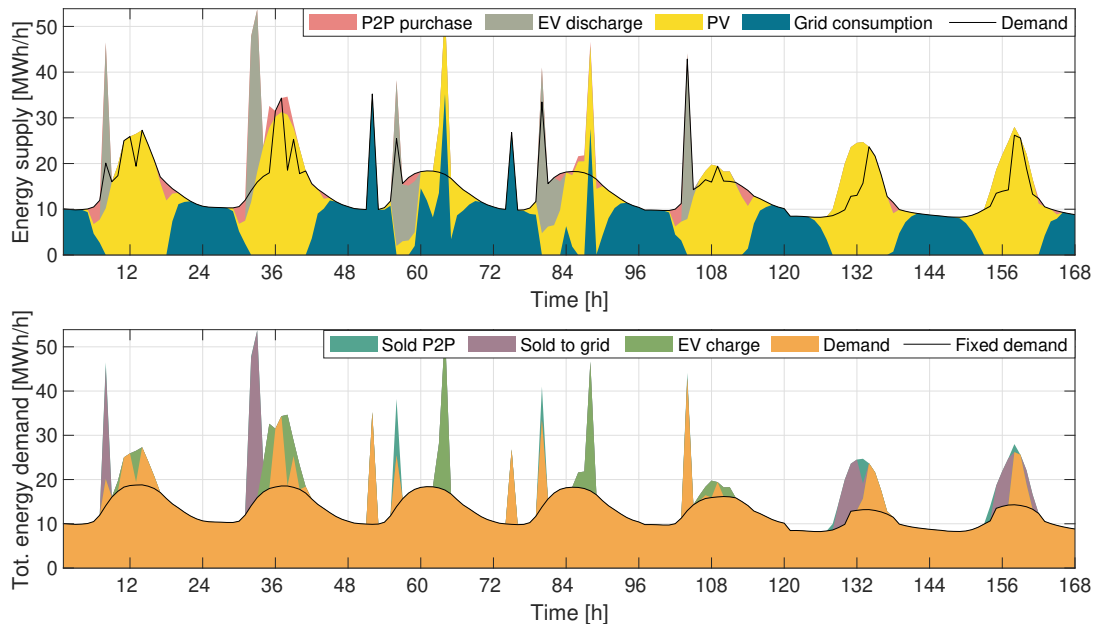 P2P purchase EV discharge PV Grid consumption Demand
Energy supply [MWh/h]
50
40
30
20
10
0
12 24 36 48 60 72 84 96 108 120 132 144 156 168
Time [h]
Sold P2P Sold to grid EV charge Demand Fixed demand
Tot. energy demand [MWh/h]
50
40
30
20
10
0
12 24 36 48 60 72 84 96 108 120 132 144 156 168
Time [h]